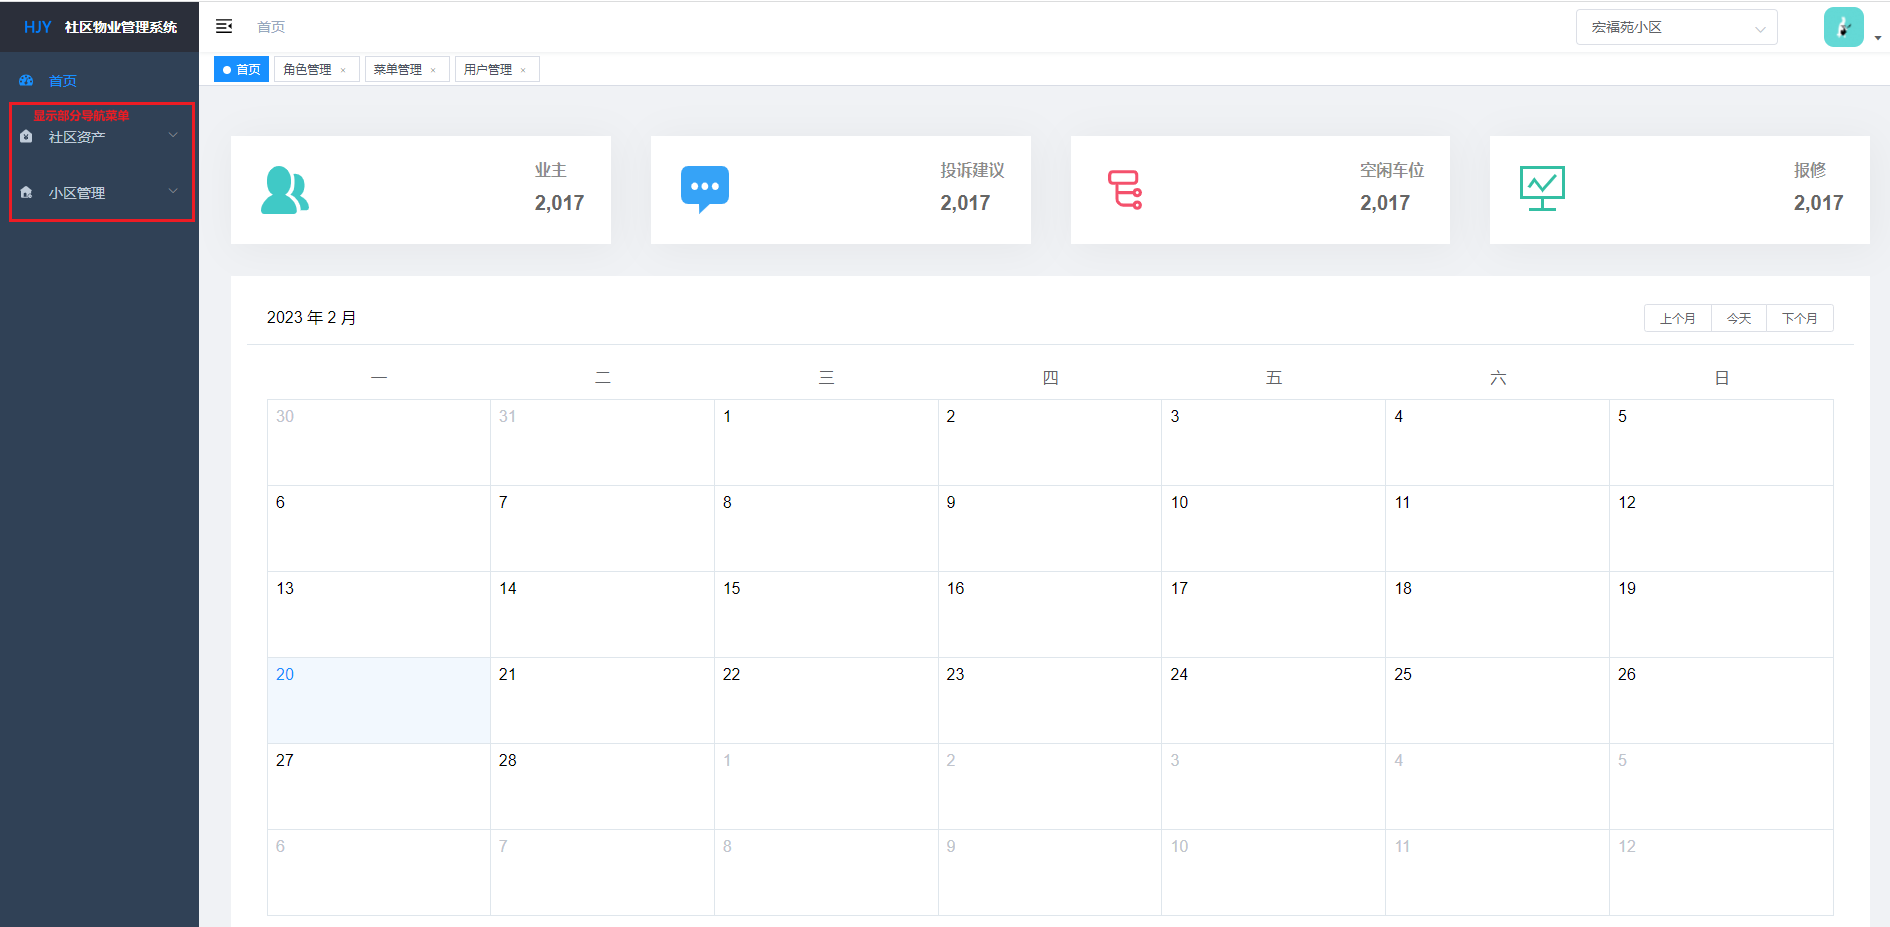 HJY 社区物业管理系统
首页
宏福苑小区
首页 角色管理 × 菜单管理 × 用户管理 ×
首页
显示部分导航菜单
社区资产
小区管理
业主
2,017
投诉建议
2,017
空闲车位
2,017
报修
2,017
2023 年 2 月
上个月 今天 下个月
一 二 三 四 五 六 日
30 31 1 2 3 4 5
6 7 8 9 10 11 12
13 14 15 16 17 18 19
20 21 22 23 24 25 26
27 28 1 2 3 4 5
6 7 8 9 10 11 12